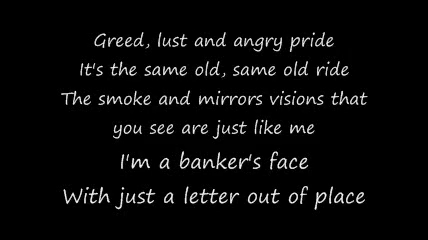 Greed, lust and angry pride
It's the same old, same old ride
The smoke and mirrors visions that
you see are just like me
I'm a banker's face
With just a letter out of place